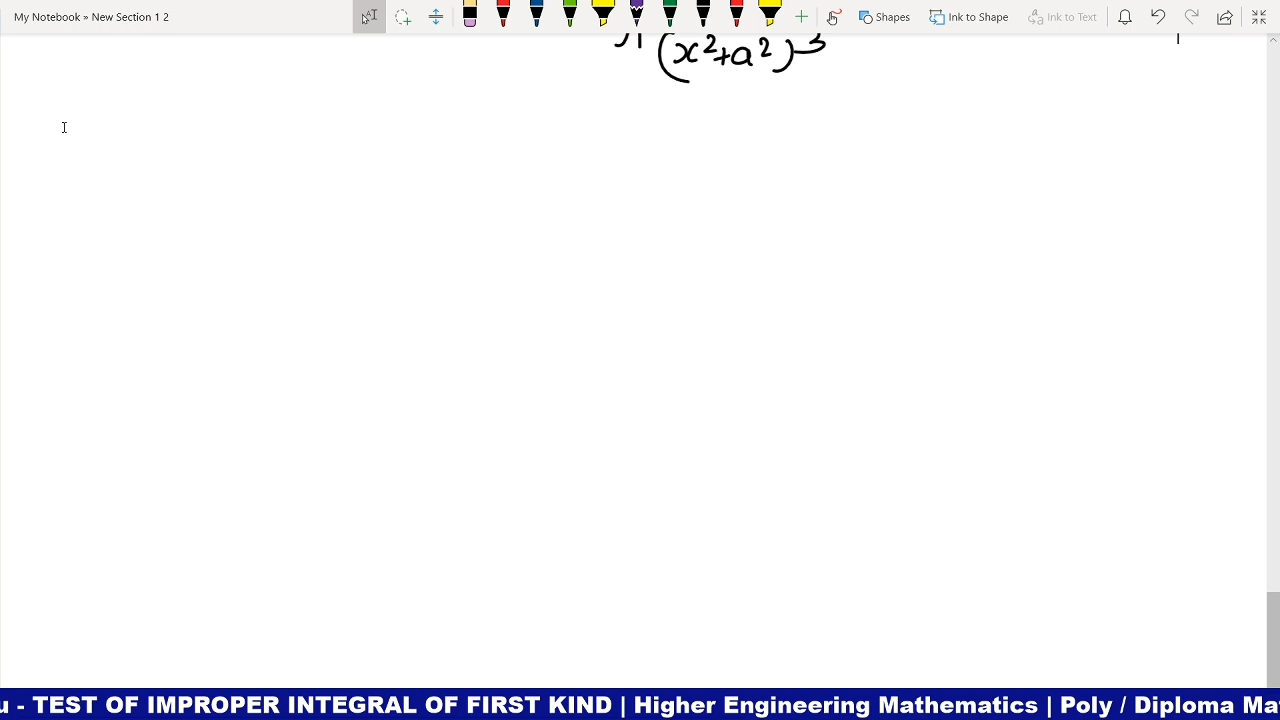 My Notebook » New Section 1 2
Shapes Ink to Shape Ink to Text
(x²+a²)³
u - TEST OF IMPROPER INTEGRAL OF FIRST KIND | Higher Engineering Mathematics | Poly / Diploma Ma